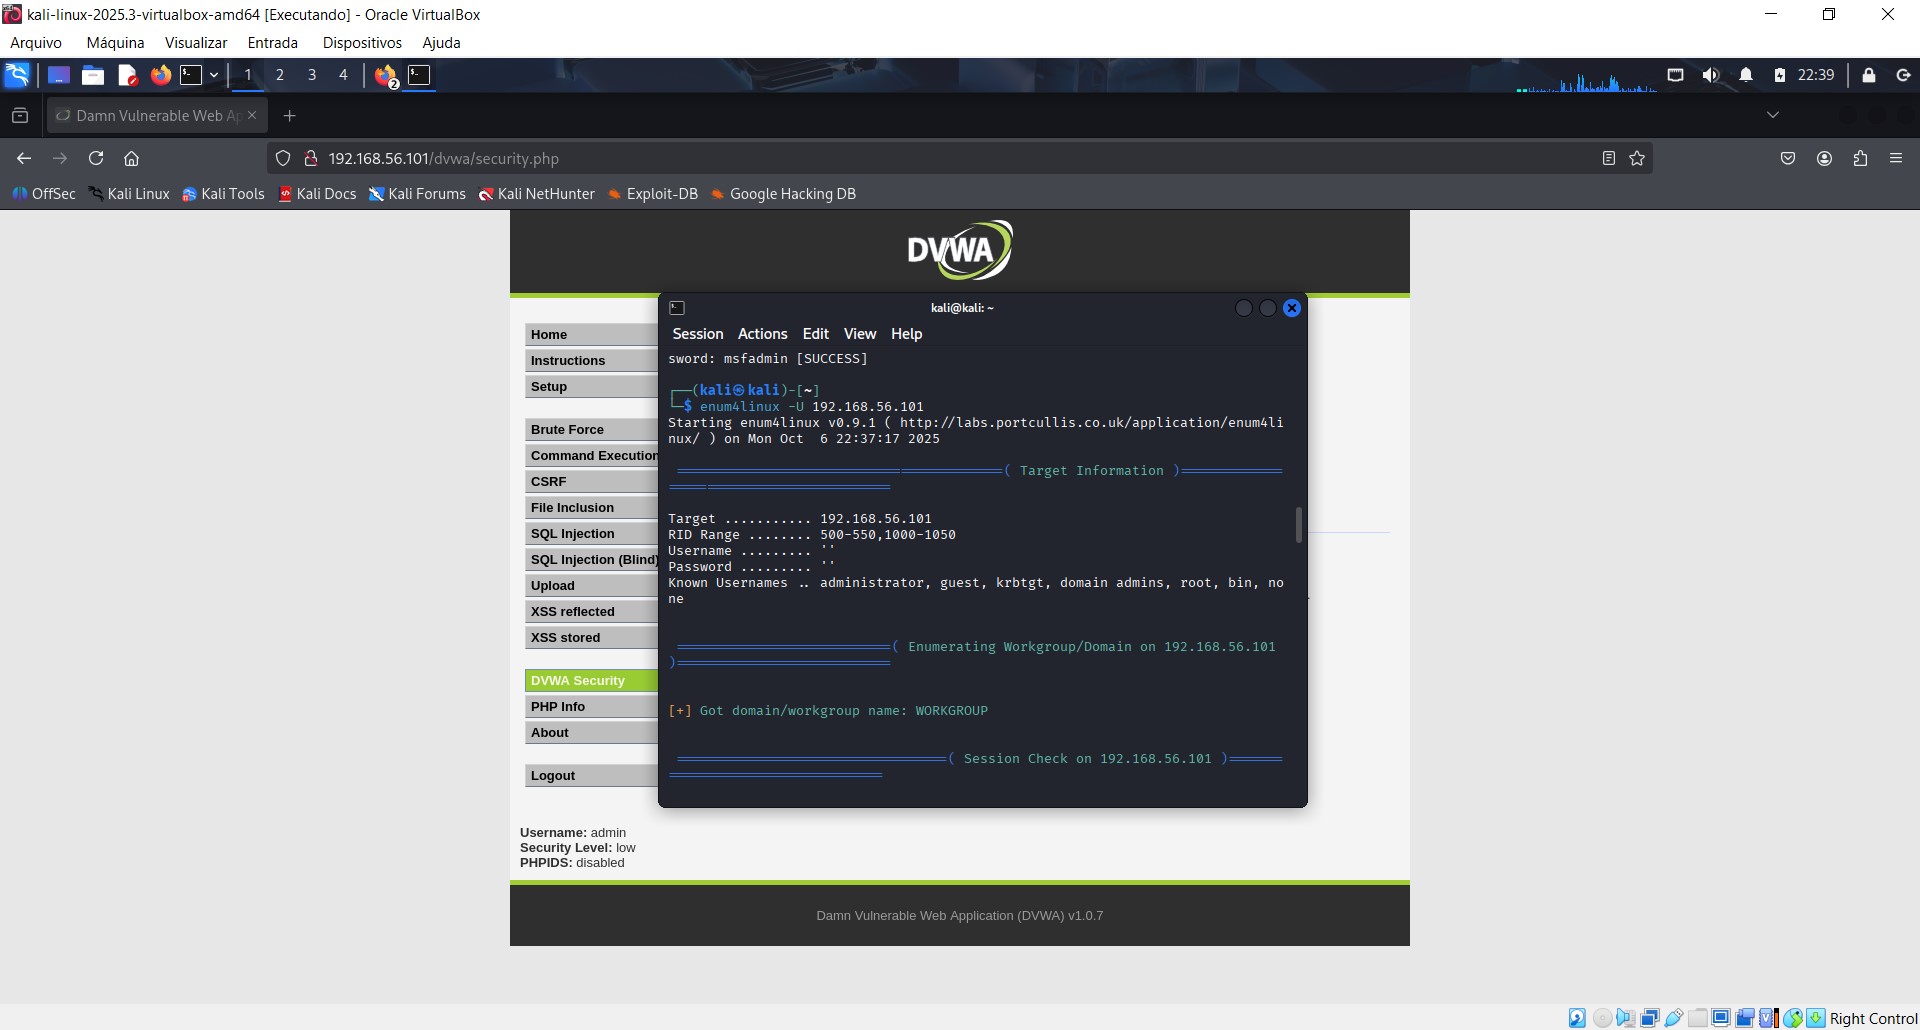 kali-linux-2025.3-virtualbox-amd64 [Executando] - Oracle VirtualBox
Arquivo Máquina Visualizar Entrada Dispositivos Ajuda
1 2 3 4 2 22:39
Damn Vulnerable Web Ap
192.168.56.101/dvwa/security.php
OffSec Kali Linux Kali Tools Kali Docs Kali Forums Kali NetHunter Exploit-DB Google Hacking DB
DVWA
Home
Instructions
Setup
Brute Force
Command Execution
CSRF
File Inclusion
SQL Injection
SQL Injection (Blind)
Upload
XSS reflected
XSS stored
DVWA Security
PHP Info
About
Logout
kali@kali: ~
Session Actions Edit View Help
sword: msfadmin [SUCCESS]
┌──(kali㉿kali)-[~]
└─$ enum4linux -U 192.168.56.101
Starting enum4linux v0.9.1 ( http://labs.portcullis.co.uk/application/enum4li
nux/ ) on Mon Oct  6 22:37:17 2025
=========================================( Target Information )=============
============================
Target ........... 192.168.56.101
RID Range ........ 500-550,1000-1050
Username ......... ''
Password ......... ''
Known Usernames .. administrator, guest, krbtgt, domain admins, root, bin, no
ne
===========================( Enumerating Workgroup/Domain on 192.168.56.101
)===========================
[+] Got domain/workgroup name: WORKGROUP
==================================( Session Check on 192.168.56.101 )=======
===========================
Username: admin
Security Level: low
PHPIDS: disabled
Damn Vulnerable Web Application (DVWA) v1.0.7
Right Control